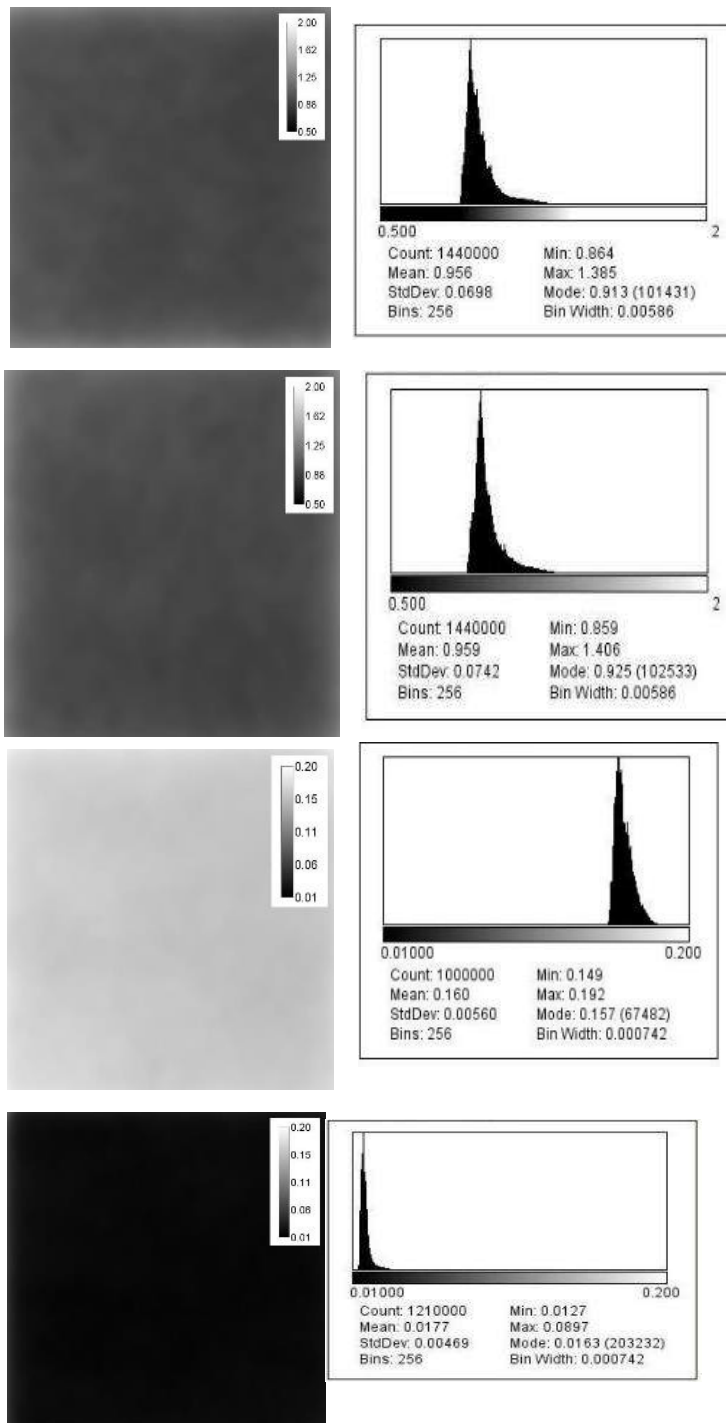 2.00
1.62
1.25
0.88
0.50
0.500 2
Count: 1440000 Min: 0.864
Mean: 0.956 Max: 1.385
StdDev: 0.0698 Mode: 0.913 (101431)
Bins: 256 Bin Width: 0.00586
2.00
1.62
1.25
0.88
0.50
0.500 2
Count: 1440000 Min: 0.859
Mean: 0.959 Max: 1.406
StdDev: 0.0742 Mode: 0.925 (102533)
Bins: 256 Bin Width: 0.00586
0.20
0.15
0.11
0.06
0.01
0.01000 0.200
Count: 1000000 Min: 0.149
Mean: 0.160 Max: 0.192
StdDev: 0.00560 Mode: 0.157 (67482)
Bins: 256 Bin Width: 0.000742
0.20
0.15
0.11
0.06
0.01
0.01000 0.200
Count: 1210000 Min: 0.0127
Mean: 0.0177 Max: 0.0897
StdDev: 0.00469 Mode: 0.0163 (203232)
Bins: 256 Bin Width: 0.000742